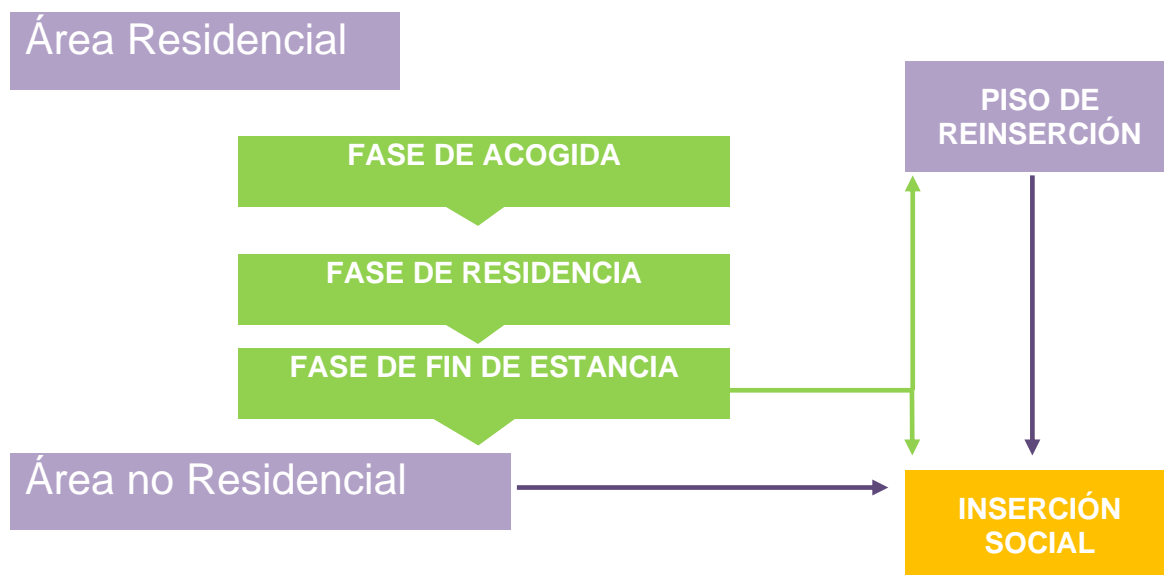 Área Residencial
PISO DE
REINSERCIÓN
FASE DE ACOGIDA
FASE DE RESIDENCIA
FASE DE FIN DE ESTANCIA
Área no Residencial
INSERCIÓN
SOCIAL